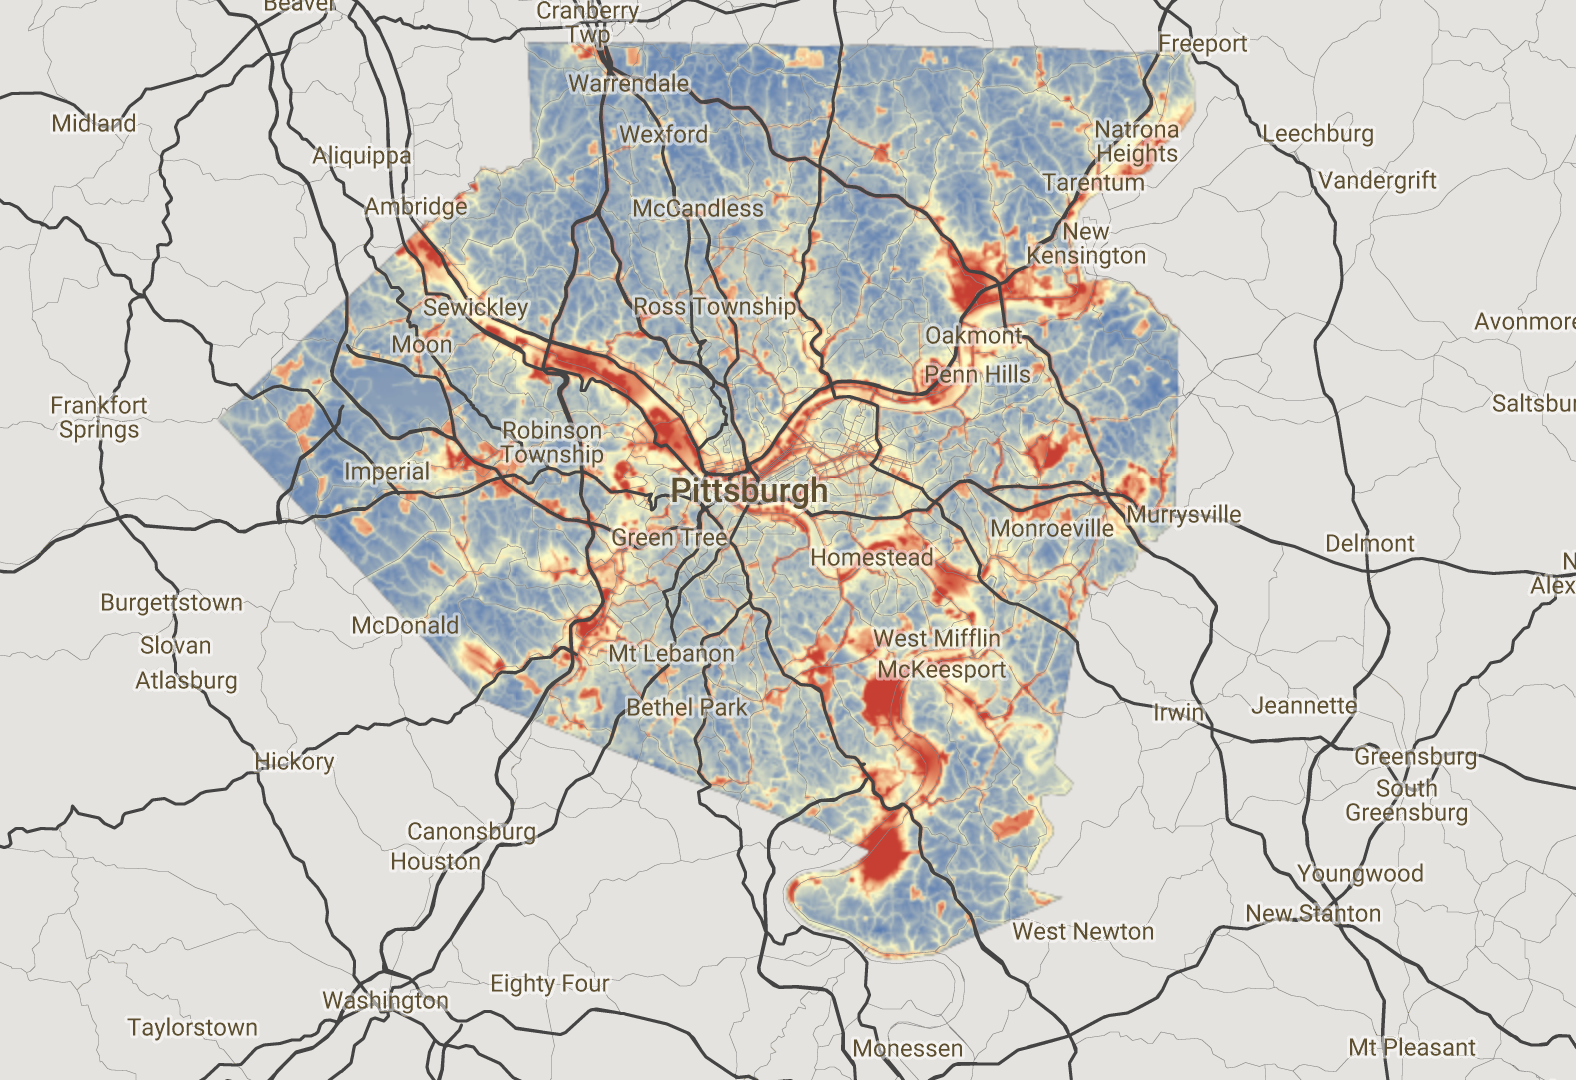 Beaver
Cranberry
Twp
Freeport
Warrendale
Midland
Wexford
Natrona
Heights
Leechburg
Aliquippa
Tarentum
Vandergrift
Ambridge
McCandless
New
Kensington
Sewickley
Ross Township
Avonmore
Moon
Oakmont
Penn Hills
Frankfort
Springs
Saltsbur
Robinson
Township
Imperial
Pittsburgh
Murrysville
Monroeville
Green Tree
Delmont
Homestead
N
Alex
Burgettstown
McDonald
Slovan
West Mifflin
Mt Lebanon
McKeesport
Atlasburg
Bethel Park
Irwin
Jeannette
Hickory
Greensburg
South
Greensburg
Canonsburg
Houston
Youngwood
New Stanton
West Newton
Eighty Four
Washington
Taylorstown
Monessen
Mt Pleasant